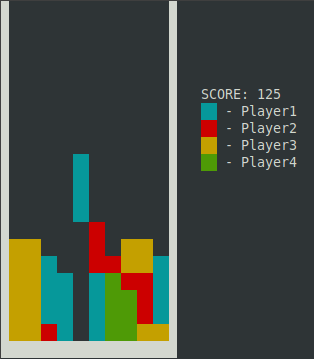 SCORE: 125
- Player1
- Player2
- Player3
- Player4